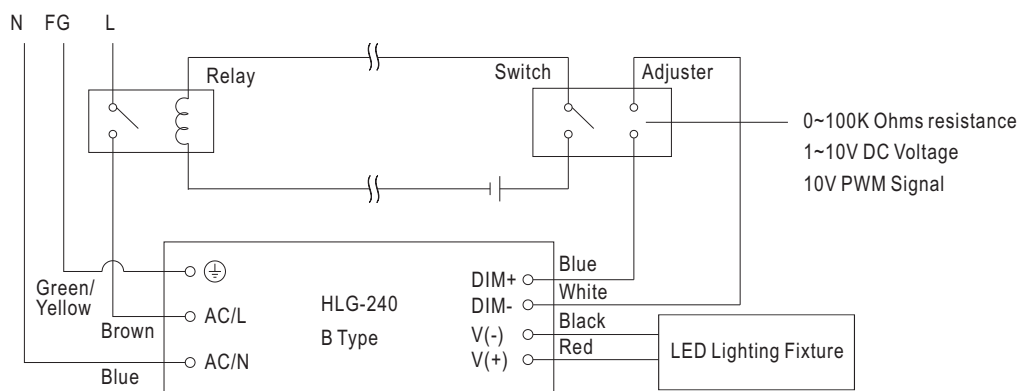 N FG L
Relay
Switch
Adjuster
0~100K Ohms resistance
1~10V DC Voltage
10V PWM Signal
Green/
Yellow
Brown
Blue
AC/L
AC/N
HLG-240
B Type
DIM+
DIM-
V(-)
V(+)
Blue
White
Black
Red
LED Lighting Fixture